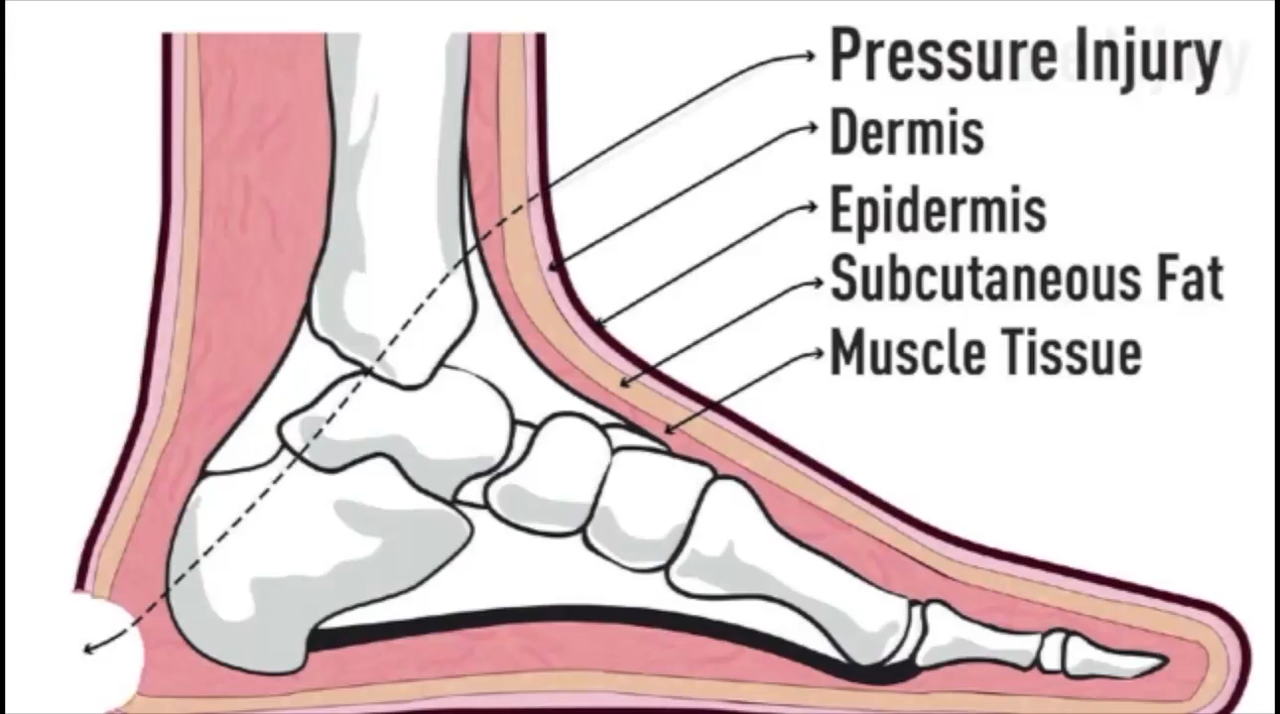 Pressure Injury
Dermis
Epidermis
Subcutaneous Fat
Muscle Tissue